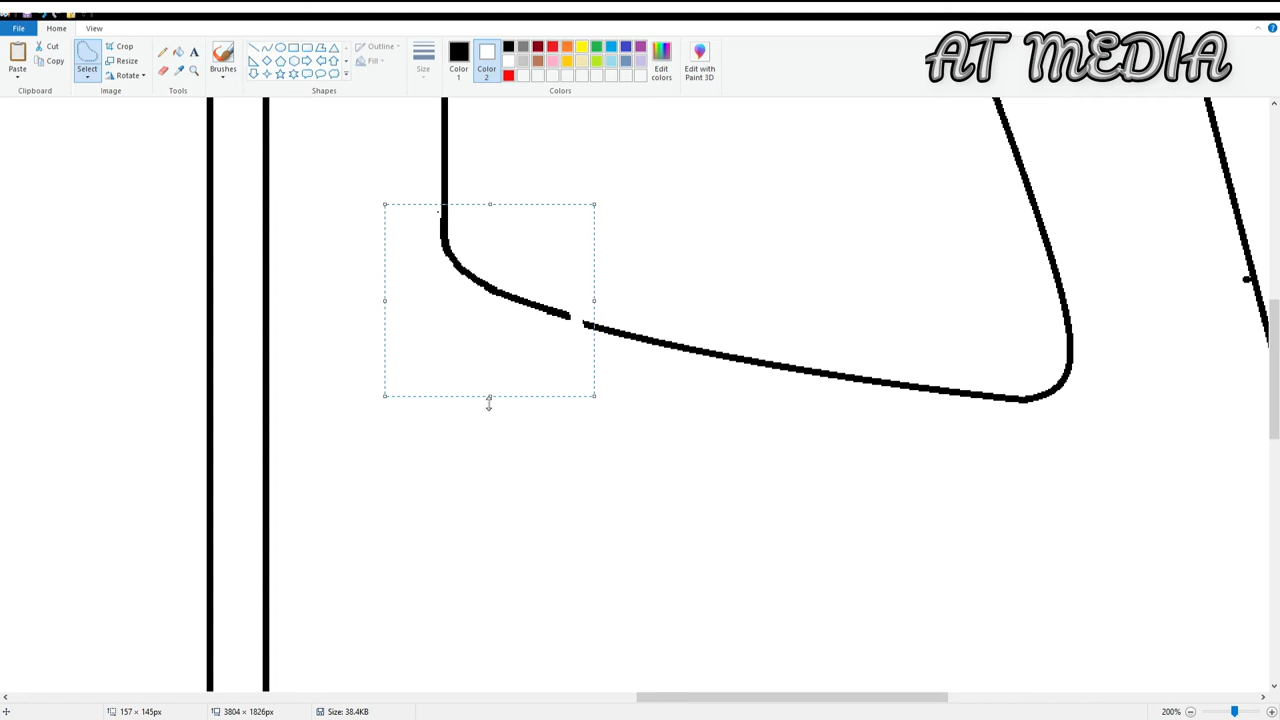 AT MEDIA
File Home View
Paste Cut Copy
Select Crop Resize Rotate
A
Brushes
Outline Fill
Size
Color 1
Color 2
Edit colors
Edit with Paint 3D
Clipboard Image Tools Shapes Colors
157 × 145px 3804 × 1826px Size: 38.4KB 200%